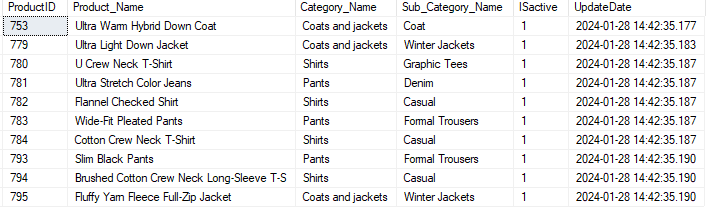 ProductID Product_Name Category_Name Sub_Category_Name ISactive UpdateDate
753 Ultra Warm Hybrid Down Coat Coats and jackets Coat 1 2024-01-28 14:42:35.177
779 Ultra Light Down Jacket Coats and jackets Winter Jackets 1 2024-01-28 14:42:35.183
780 U Crew Neck T-Shirt Shirts Graphic Tees 1 2024-01-28 14:42:35.187
781 Ultra Stretch Color Jeans Pants Denim 1 2024-01-28 14:42:35.187
782 Flannel Checked Shirt Shirts Casual 1 2024-01-28 14:42:35.187
783 Wide-Fit Pleated Pants Pants Formal Trousers 1 2024-01-28 14:42:35.187
784 Cotton Crew Neck T-Shirt Shirts Casual 1 2024-01-28 14:42:35.187
793 Slim Black Pants Pants Formal Trousers 1 2024-01-28 14:42:35.190
794 Brushed Cotton Crew Neck Long-Sleeve T-S Shirts Casual 1 2024-01-28 14:42:35.190
795 Fluffy Yarn Fleece Full-Zip Jacket Coats and jackets Winter Jackets 1 2024-01-28 14:42:35.190